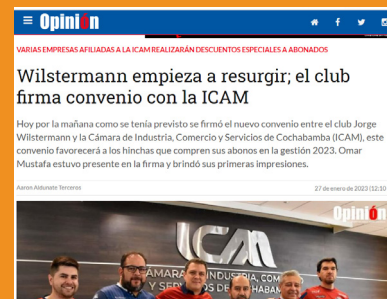 Opinión
VARIAS EMPRESAS AFILIADAS A LA ICAM REALIZARÁN DESCUENTOS ESPECIALES A ABONADOS
Wilstermann empieza a resurgir; el club
firma convenio con la ICAM
Hoy por la mañana como se tenía previsto se firmó el nuevo convenio entre el club Jorge
Wilstermann y la Cámara de Industria, Comercio y Servicios de Cochabamba (ICAM), este
convenio favorecerá a los hinchas que compren sus abonos en la gestión 2023. Omar
Mustafa estuvo presente en la firma y brindó sus primeras impresiones.
Aaron Aldunate Terceros
27 de enero de 2023 (12:10
Opinión
ICAM
CÁMARA DE INDUSTRIA, COM
Y SER